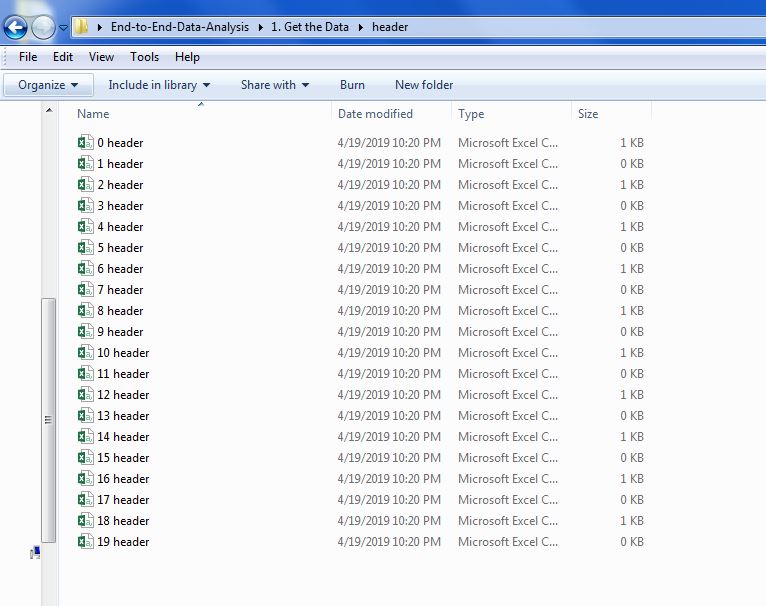 End-to-End-Data-Analysis 1. Get the Data header
File Edit View Tools Help
Organize Include in library Share with Burn New folder
Name Date modified Type Size
0 header 4/19/2019 10:20 PM Microsoft Excel C... 1 KB
1 header 4/19/2019 10:20 PM Microsoft Excel C... 0 KB
2 header 4/19/2019 10:20 PM Microsoft Excel C... 1 KB
3 header 4/19/2019 10:20 PM Microsoft Excel C... 0 KB
4 header 4/19/2019 10:20 PM Microsoft Excel C... 1 KB
5 header 4/19/2019 10:20 PM Microsoft Excel C... 0 KB
6 header 4/19/2019 10:20 PM Microsoft Excel C... 1 KB
7 header 4/19/2019 10:20 PM Microsoft Excel C... 0 KB
8 header 4/19/2019 10:20 PM Microsoft Excel C... 1 KB
9 header 4/19/2019 10:20 PM Microsoft Excel C... 0 KB
10 header 4/19/2019 10:20 PM Microsoft Excel C... 1 KB
11 header 4/19/2019 10:20 PM Microsoft Excel C... 0 KB
12 header 4/19/2019 10:20 PM Microsoft Excel C... 1 KB
13 header 4/19/2019 10:20 PM Microsoft Excel C... 0 KB
14 header 4/19/2019 10:20 PM Microsoft Excel C... 1 KB
15 header 4/19/2019 10:20 PM Microsoft Excel C... 0 KB
16 header 4/19/2019 10:20 PM Microsoft Excel C... 1 KB
17 header 4/19/2019 10:20 PM Microsoft Excel C... 0 KB
18 header 4/19/2019 10:20 PM Microsoft Excel C... 1 KB
19 header 4/19/2019 10:20 PM Microsoft Excel C... 0 KB